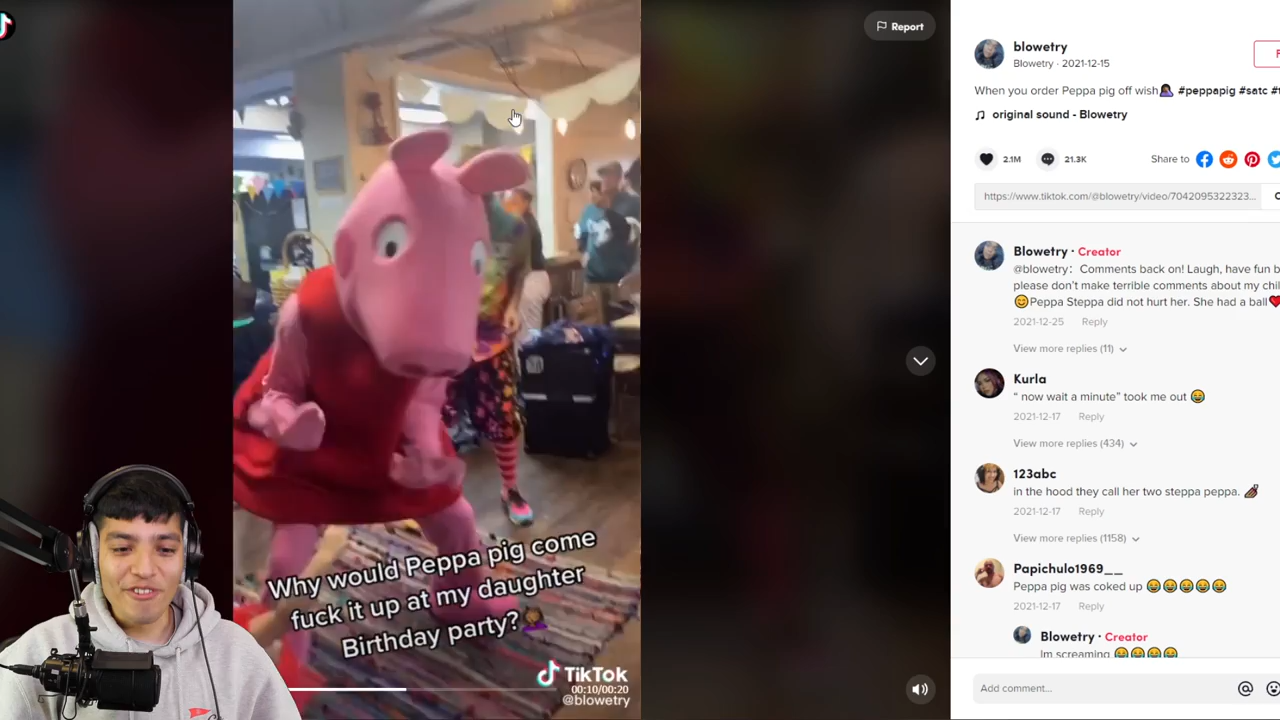 Report
Why would Peppa pig come
fuck it up at my daughter
Birthday party?🤦🏾‍♀️
TikTok
00:10/00:20
@blowetry
blowetry
Blowetry · 2021-12-15
When you order Peppa pig off wish🤦🏾‍♀️ #peppapig #satc
original sound - Blowetry
2.1M
21.3K
Share to
https://www.tiktok.com/@blowetry/video/7042095322323...
Blowetry · Creator
@blowetry: Comments back on! Laugh, have fun
please don't make terrible comments about my
😊Peppa Steppa did not hurt her. She had a ball❤
2021-12-25 Reply
View more replies (11)
Kurla
“ now wait a minute” took me out 😂
2021-12-17 Reply
View more replies (434)
123abc
in the hood they call her two steppa peppa. 💅🏾
2021-12-17 Reply
View more replies (1158)
Papichulo1969__
Peppa pig was coked up 😂😂😂😂😂
2021-12-17 Reply
Blowetry · Creator
Im screaming 😂😂😂😂
Add comment...